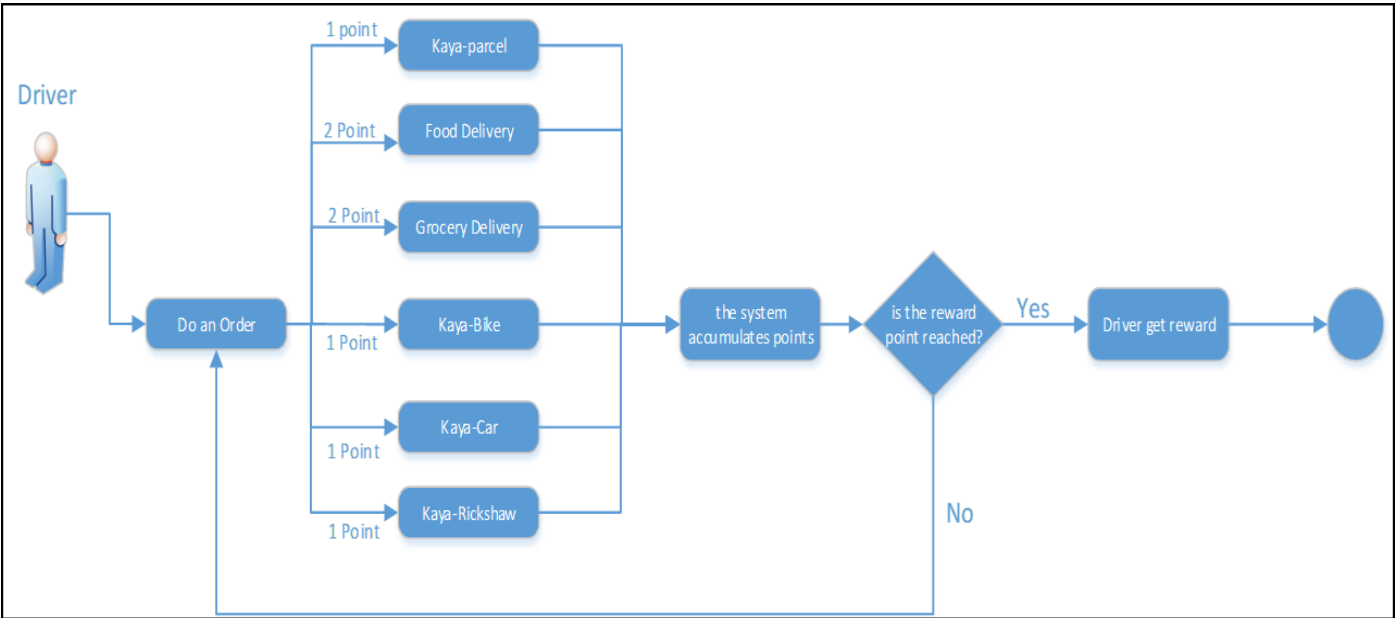 Driver
Do an Order
1 point
Kaya-parcel
2 Point
Food Delivery
2 Point
Grocery Delivery
1 Point
Kaya-Bike
1 Point
Kaya-Car
1 Point
Kaya-Rickshaw
the system
accumulates points
is the reward
point reached?
Yes
Driver get reward
No